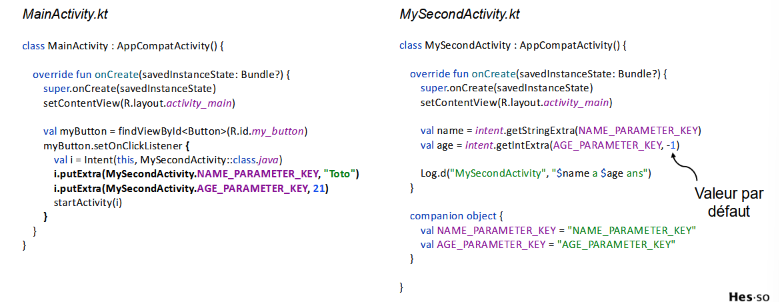 MainActivity.kt
class MainActivity : AppCompatActivity() {
override fun onCreate(savedInstanceState: Bundle?) {
super.onCreate(savedInstanceState)
setContentView(R.layout.activity_main)
val myButton = findViewById<Button>(R.id.my_button)
myButton.setOnClickListener {
val i = Intent(this, MySecondActivity::class.java)
i.putExtra(MySecondActivity.NAME_PARAMETER_KEY, "Toto")
i.putExtra(MySecondActivity.AGE_PARAMETER_KEY, 21)
startActivity(i)
}
}
}
MySecondActivity.kt
class MySecondActivity : AppCompatActivity() {
override fun onCreate(savedInstanceState: Bundle?) {
super.onCreate(savedInstanceState)
setContentView(R.layout.activity_main)
val name = intent.getStringExtra(NAME_PARAMETER_KEY)
val age = intent.getIntExtra(AGE_PARAMETER_KEY, -1)
Log.d("MySecondActivity", "$name a $age ans")
}
Valeur par
défaut
companion object {
val NAME_PARAMETER_KEY = "NAME_PARAMETER_KEY"
val AGE_PARAMETER_KEY = "AGE_PARAMETER_KEY"
}
}
Hes·so